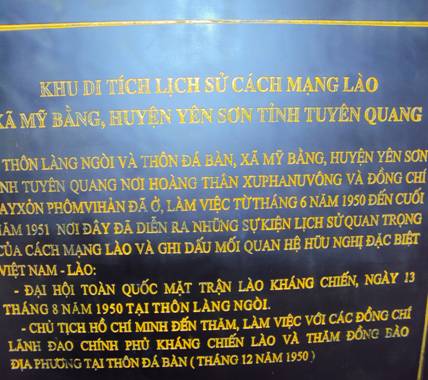 KHU DI TÍCH LỊCH SỬ CÁCH MẠNG LÀO
XÃ MỸ BẰNG, HUYỆN YÊN SƠN TỈNH TUYÊN QUANG
THÔN LÀNG NGÒI VÀ THÔN ĐÁ BÀN, XÃ MỸ BẰNG, HUYỆN YÊN SƠN
TUYÊN QUANG NƠI HOÀNG THÂN XUPHANUVÔNG VÀ ĐỒNG CHÍ
PHÔMVIHẢN ĐÃ Ở, LÀM VIỆC TỪ THÁNG 6 NĂM 1950 ĐẾN CUỐI
NĂM 1951 NƠI ĐÂY ĐÃ DIỄN RA NHỮNG SỰ KIỆN LỊCH SỬ QUAN TRỌNG
CỦA CÁCH MẠNG LÀO VÀ GHI DẤU MỐI QUAN HỆ HỮU NGHỊ ĐẶC BIỆT
VIỆT NAM - LÀO:
- ĐẠI HỘI TOÀN QUỐC MẶT TRẬN LÀO KHÁNG CHIẾN, NGÀY 13
THÁNG 8 NĂM 1950 TẠI THÔN LÀNG NGÒI.
- CHỦ TỊCH HỒ CHÍ MINH ĐẾN THĂM, LÀM VIỆC VỚI CÁC ĐỒNG CHÍ
LÃNH ĐẠO CHÍNH PHỦ KHÁNG CHIẾN LÀO VÀ THĂM ĐỒNG BÀO
ĐỊA PHƯƠNG TẠI THÔN ĐÁ BÀN ( THÁNG 12 NĂM 1950 )